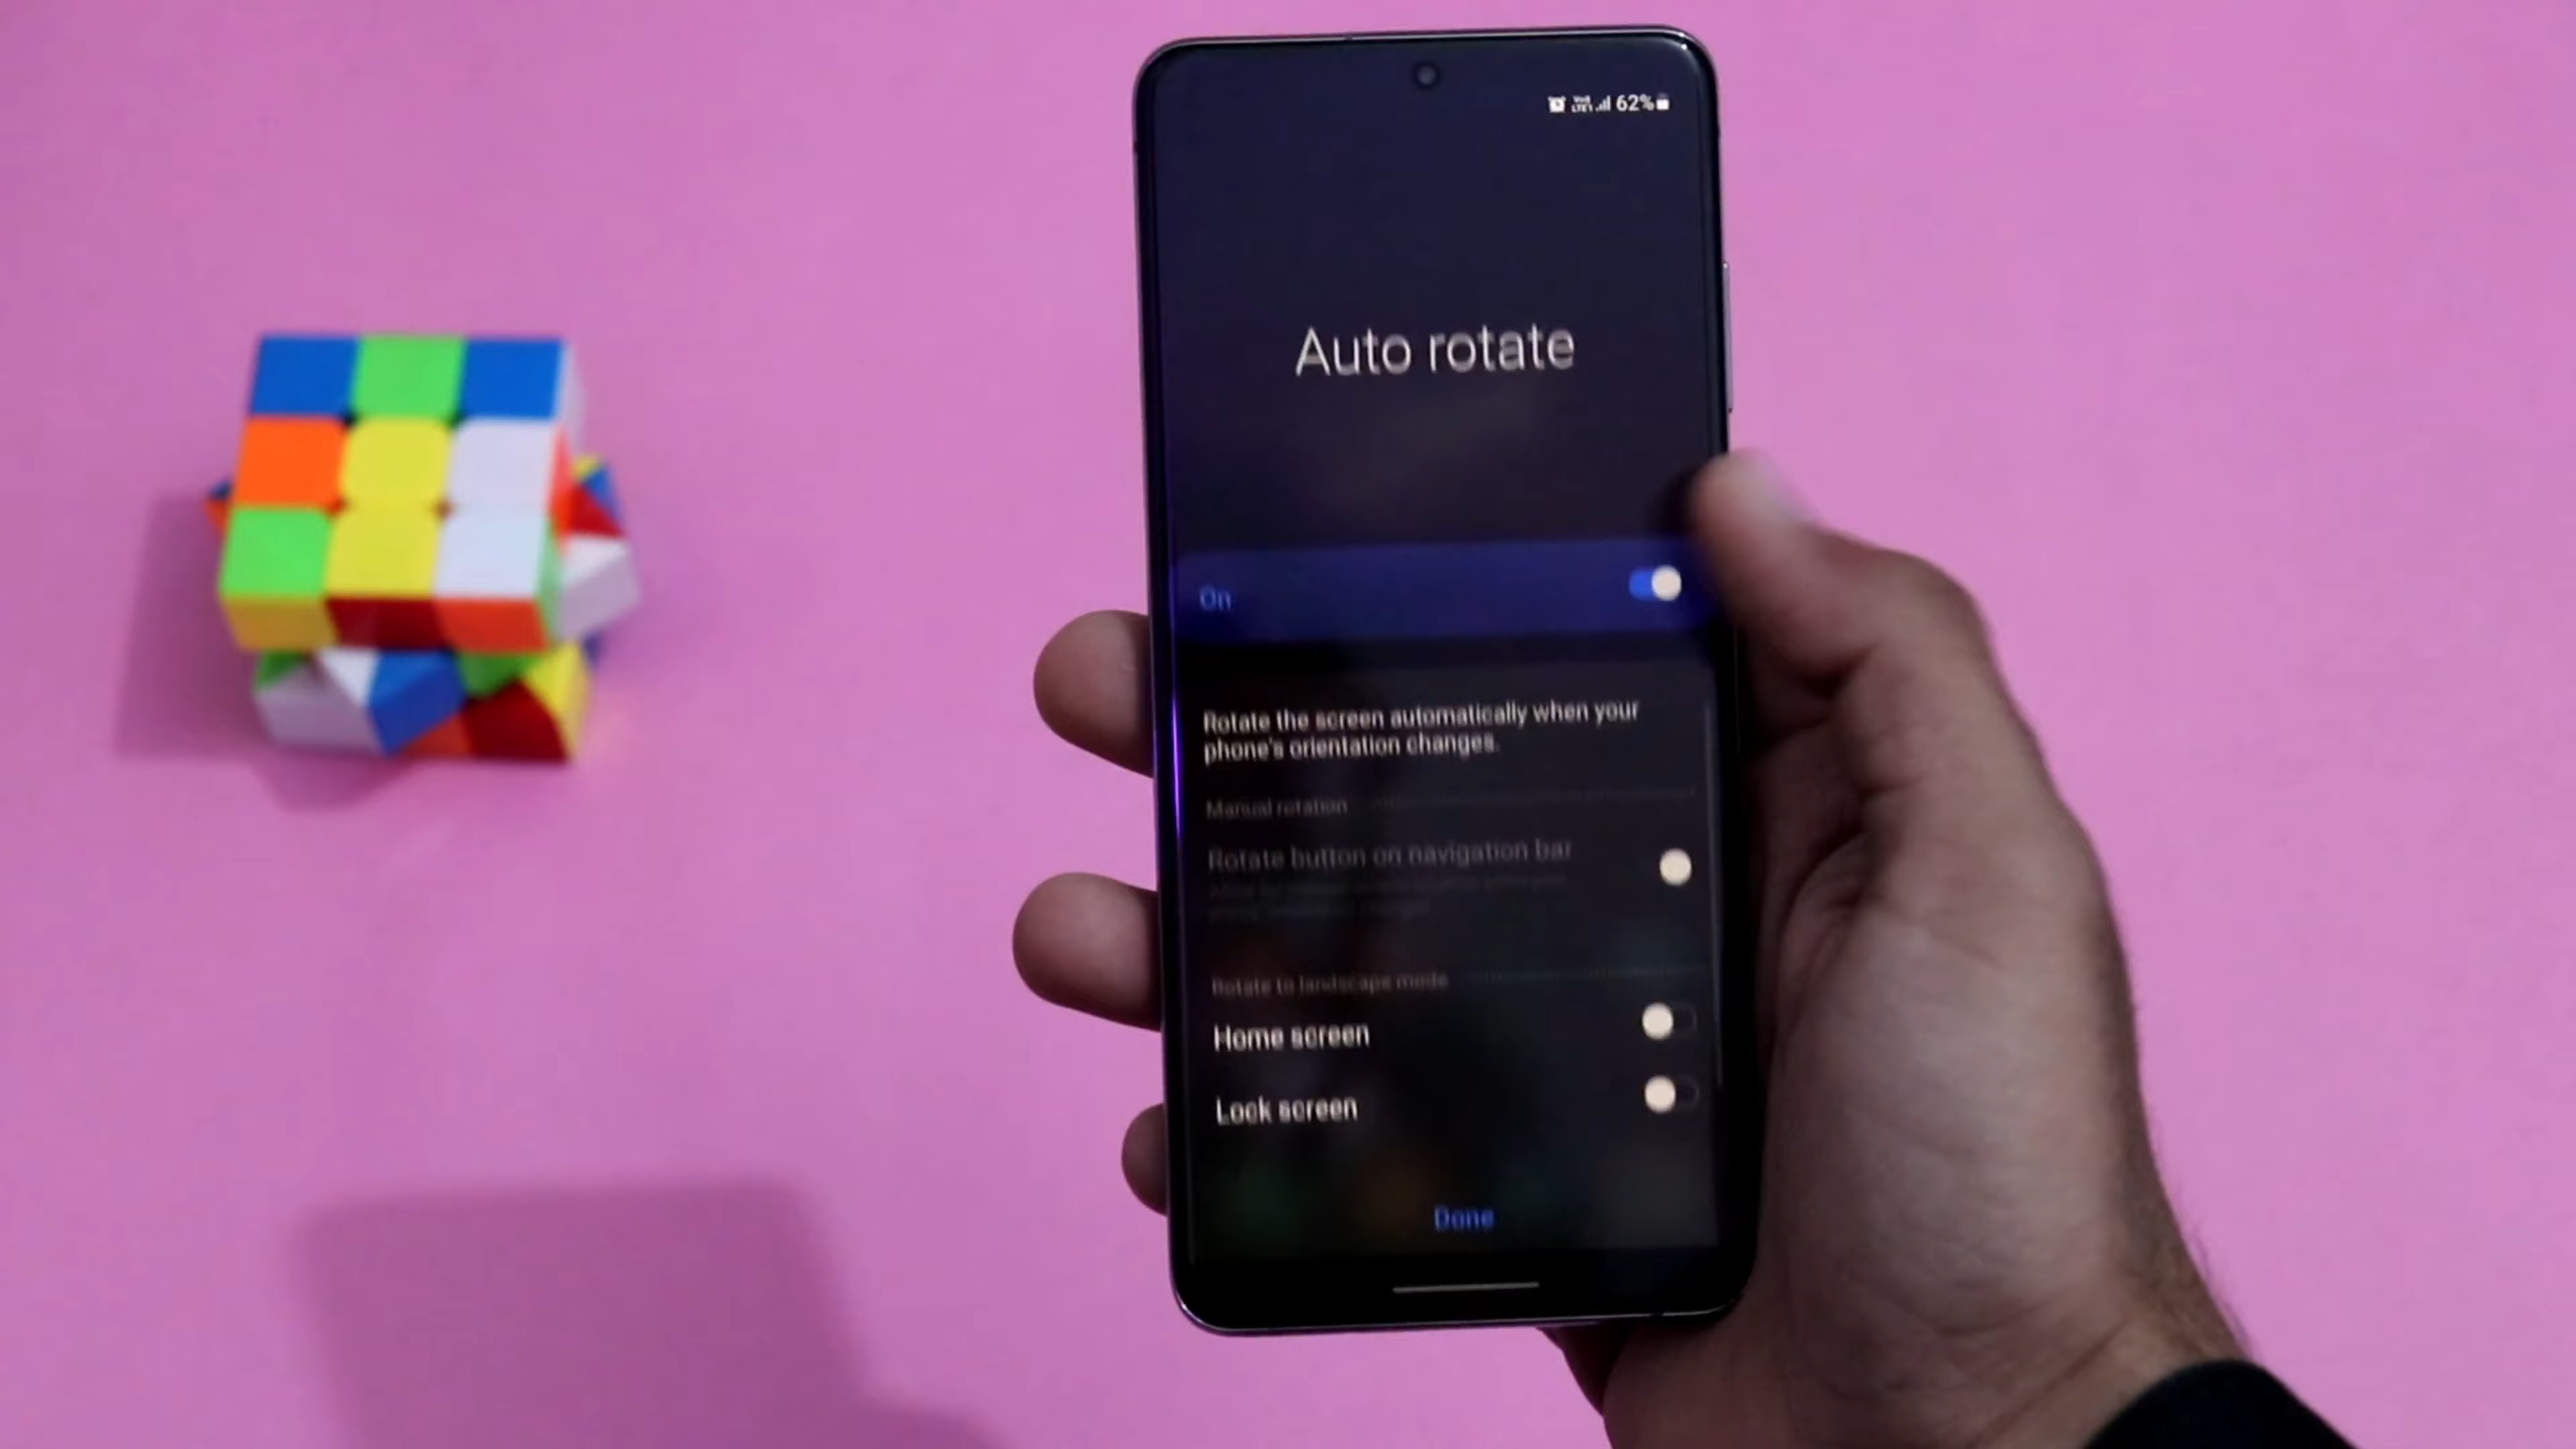 62%
Auto rotate
On
Rotate the screen automatically when your
phone's orientation changes.
Manual rotation
Rotate button on navigation bar
Rotate to landscape mode
Home screen
Lock screen
Done